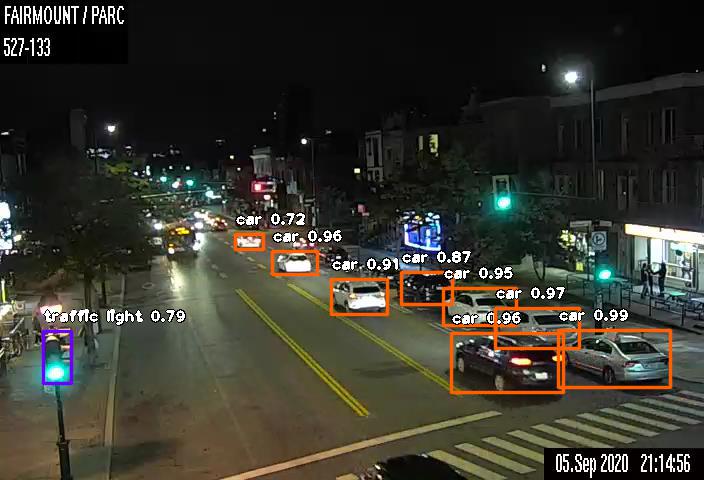 FAIRMOUNT / PARC
527-133
car 0.72
car 0.96
car 0.91
car 0.87
car 0.95
car 0.97
car 0.96
car 0.99
traffic light 0.79
05.Sep 2020 21:14:56